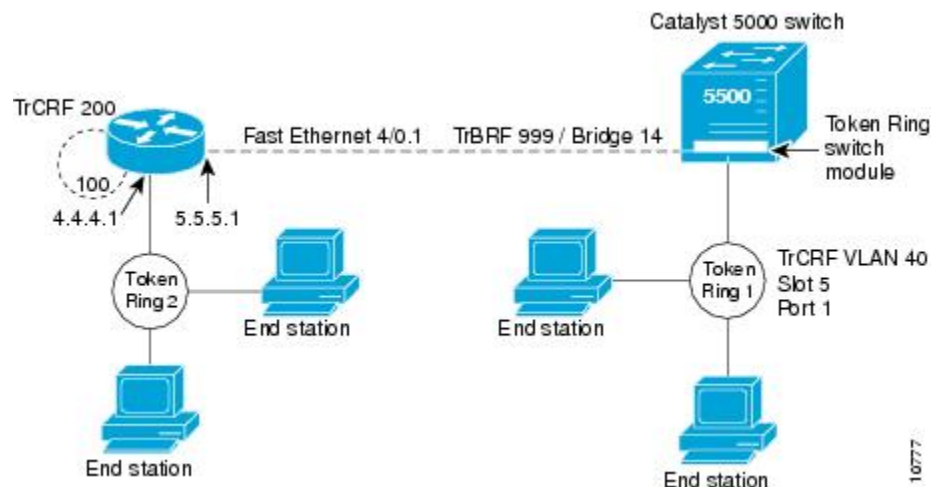 Catalyst 5000 switch
5500
TrCRF 200
Fast Ethernet 4/0.1
TrBRF 999 / Bridge 14
Token Ring
switch
module
100
4.4.4.1
5.5.5.1
Token
Ring 2
End station
End station
Token
Ring 1
TrCRF VLAN 40
Slot 5
Port 1
End station
End station
10777